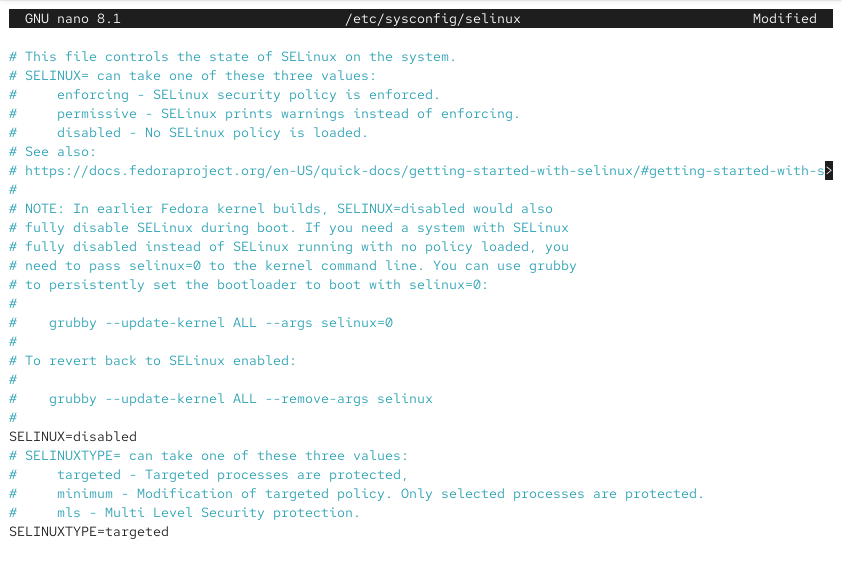 GNU nano 8.1 /etc/sysconfig/selinux Modified
# This file controls the state of SELinux on the system.
# SELINUX= can take one of these three values:
#     enforcing - SELinux security policy is enforced.
#     permissive - SELinux prints warnings instead of enforcing.
#     disabled - No SELinux policy is loaded.
# See also:
# https://docs.fedoraproject.org/en-US/quick-docs/getting-started-with-selinux/#getting-started-with-s>
#
# NOTE: In earlier Fedora kernel builds, SELINUX=disabled would also
# fully disable SELinux during boot. If you need a system with SELinux
# fully disabled instead of SELinux running with no policy loaded, you
# need to pass selinux=0 to the kernel command line. You can use grubby
# to persistently set the bootloader to boot with selinux=0:
#
#    grubby --update-kernel ALL --args selinux=0
#
# To revert back to SELinux enabled:
#
#    grubby --update-kernel ALL --remove-args selinux
#
SELINUX=disabled
# SELINUXTYPE= can take one of these three values:
#     targeted - Targeted processes are protected,
#     minimum - Modification of targeted policy. Only selected processes are protected.
#     mls - Multi Level Security protection.
SELINUXTYPE=targeted